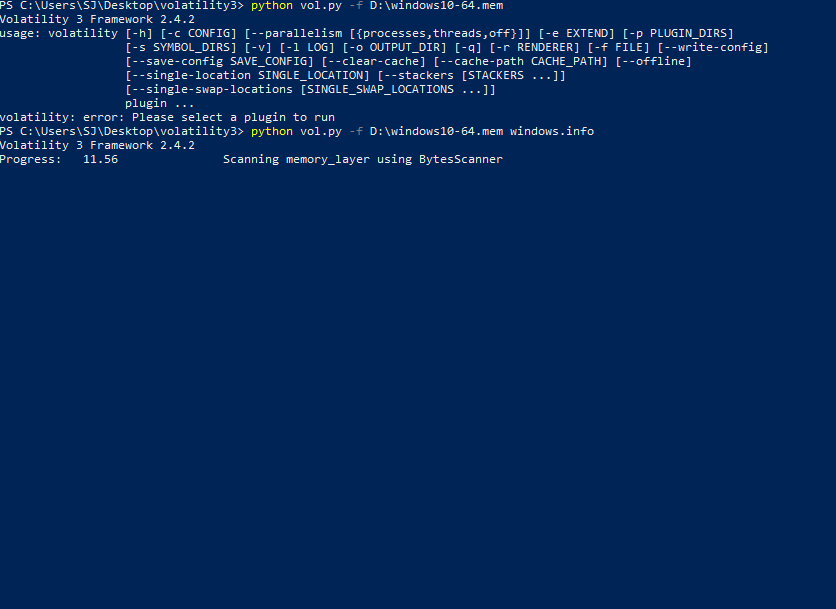 PS C:\Users\SJ\Desktop\volatility3> python vol.py -f D:\windows10-64.mem
Volatility 3 Framework 2.4.2
usage: volatility [-h] [-c CONFIG] [--parallelism [{processes,threads,off}]] [-e EXTEND] [-p PLUGIN_DIRS]
[-s SYMBOL_DIRS] [-v] [-l LOG] [-o OUTPUT_DIR] [-q] [-r RENDERER] [-f FILE] [--write-config]
[--save-config SAVE_CONFIG] [--clear-cache] [--cache-path CACHE_PATH] [--offline]
[--single-location SINGLE_LOCATION] [--stackers [STACKERS ...]]
[--single-swap-locations [SINGLE_SWAP_LOCATIONS ...]]
plugin ...
volatility: error: Please select a plugin to run
PS C:\Users\SJ\Desktop\volatility3> python vol.py -f D:\windows10-64.mem windows.info
Volatility 3 Framework 2.4.2
Progress:   11.56               Scanning memory_layer using BytesScanner